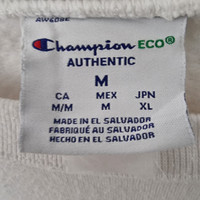 Champion ECO®
AUTHENTIC
M
CA MEX JPN
M/M M XL
MADE IN EL SALVADOR
FABRIQUÉ AU SALVADOR
HECHO EN EL SALVADOR